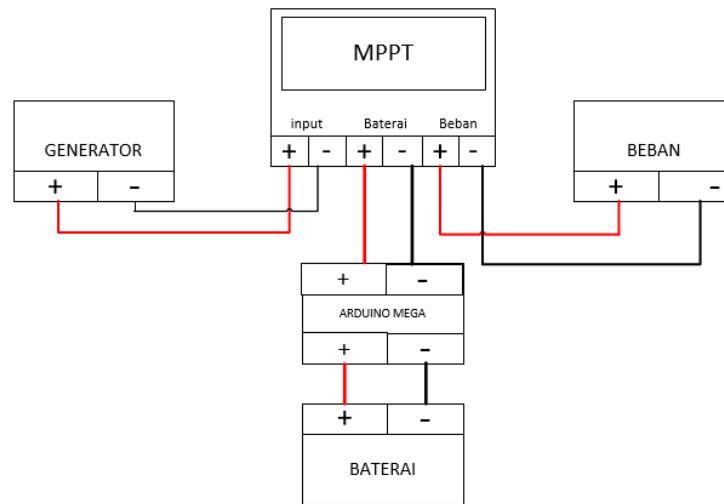 MPPT
input Baterai Beban
+ - + - + -
GENERATOR
+ -
BEBAN
+ -
+ -
ARDUINO MEGA
+ -
+ -
BATERAI